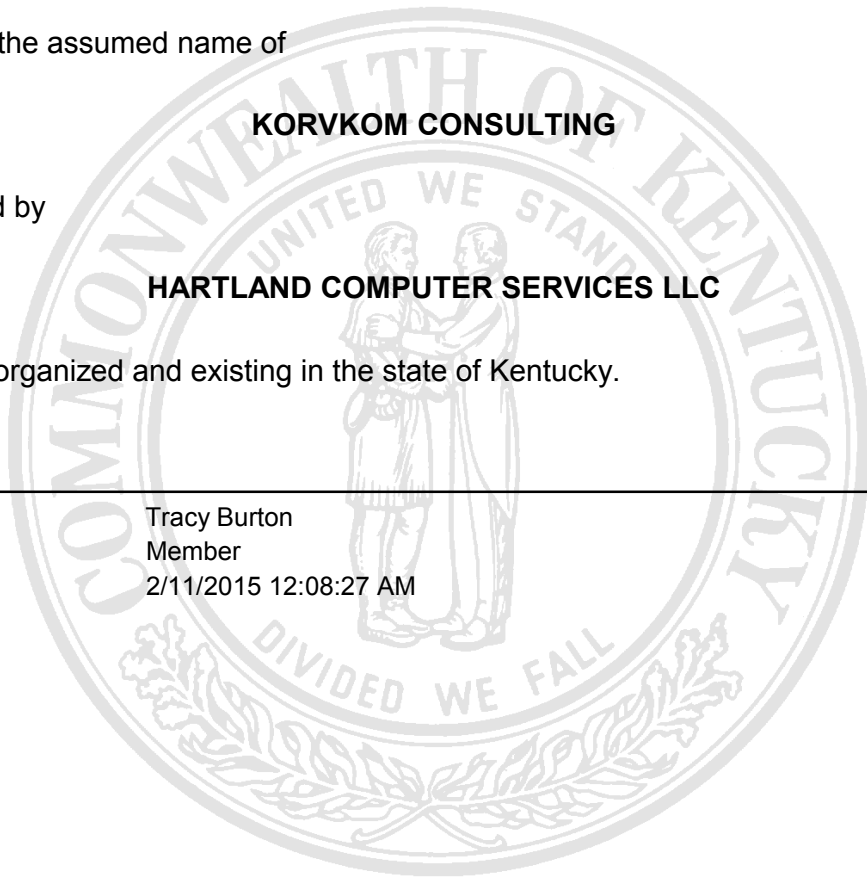 the assumed name of
KORVKOM CONSULTING
d by
HARTLAND COMPUTER SERVICES LLC
organized and existing in the state of Kentucky.
Tracy Burton
Member
2/11/2015 12:08:27 AM
COMMONWEALTH OF KENTUCKY
UNITED WE STAND
DIVIDED WE FALL